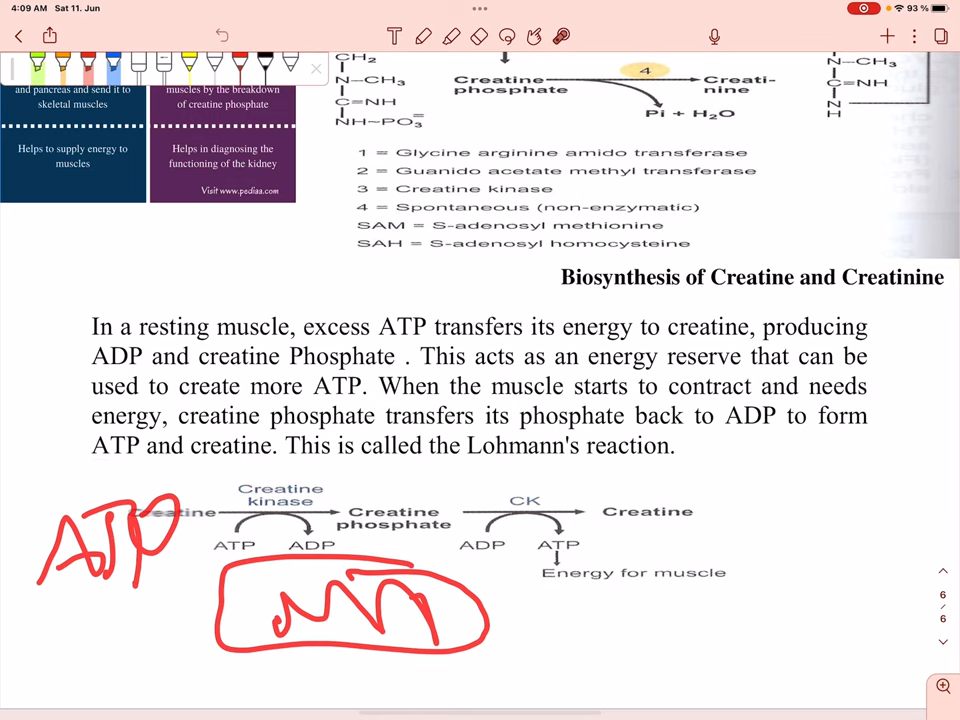 4:09 AM Sat 11. Jun
93 %
and pancreas and send it to
skeletal muscles
Helps to supply energy to
muscles
muscles by the breakdown
of creatine phosphate
Helps in diagnosing the
functioning of the kidney
Visit www.pediaa.com
CH₂
N–CH₃
C=NH
NH~PO₃⁼
Creatine
phosphate
4
Creati-
nine
Pi + H₂O
N–CH₃
C=NH
N
H
1 = Glycine arginine amido transferase
2 = Guanido acetate methyl transferase
3 = Creatine kinase
4 = Spontaneous (non-enzymatic)
SAM = S-adenosyl methionine
SAH = S-adenosyl homocysteine
Biosynthesis of Creatine and Creatinine
In a resting muscle, excess ATP transfers its energy to creatine, producing
ADP and creatine Phosphate . This acts as an energy reserve that can be
used to create more ATP. When the muscle starts to contract and needs
energy, creatine phosphate transfers its phosphate back to ADP to form
ATP and creatine. This is called the Lohmann's reaction.
Creatine
Creatine
kinase
ATP ADP
Creatine
phosphate
CK
ADP ATP
Creatine
Energy for muscle
ATP
6
/
6